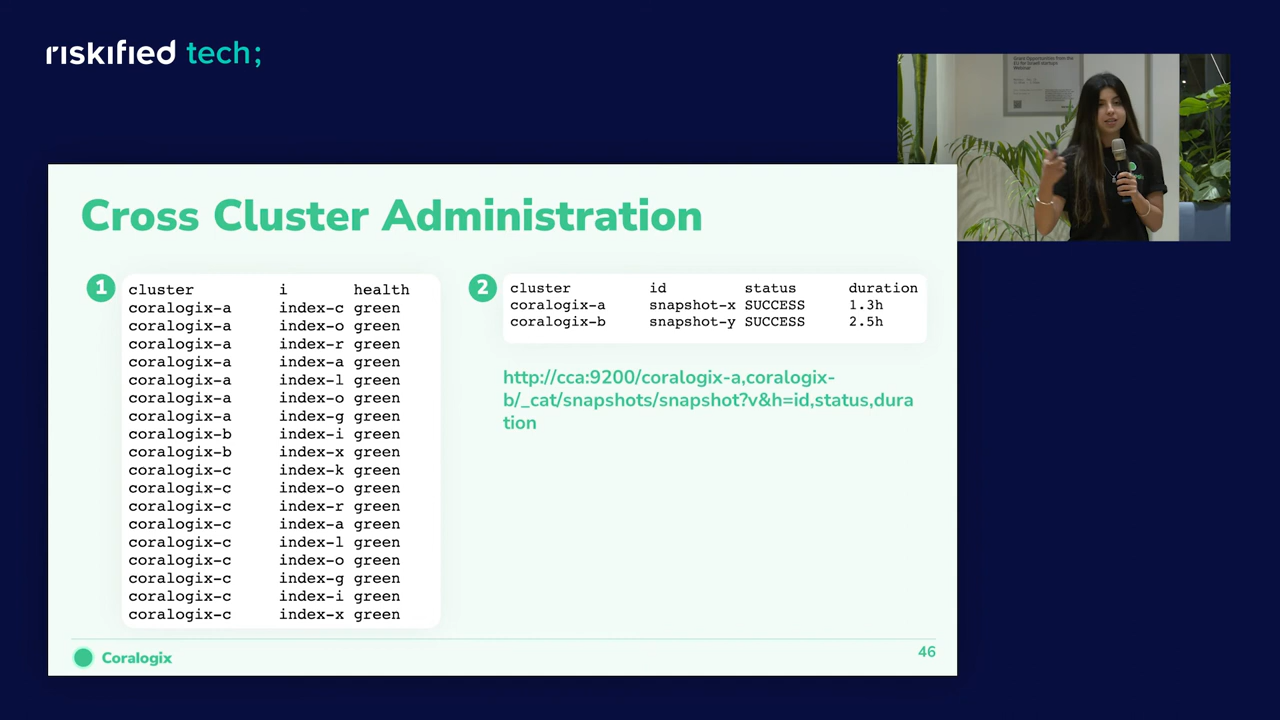 riskified tech;
Cross Cluster Administration
1
cluster i health
coralogix-a index-c green
coralogix-a index-o green
coralogix-a index-r green
coralogix-a index-a green
coralogix-a index-l green
coralogix-a index-o green
coralogix-a index-g green
coralogix-b index-i green
coralogix-b index-x green
coralogix-c index-k green
coralogix-c index-o green
coralogix-c index-r green
coralogix-c index-a green
coralogix-c index-l green
coralogix-c index-o green
coralogix-c index-g green
coralogix-c index-i green
coralogix-c index-x green
2
cluster id status duration
coralogix-a snapshot-x SUCCESS 1.3h
coralogix-b snapshot-y SUCCESS 2.5h
http://cca:9200/coralogix-a,coralogix-
b/_cat/snapshots/snapshot?v&h=id,status,dura
tion
Coralogix
46